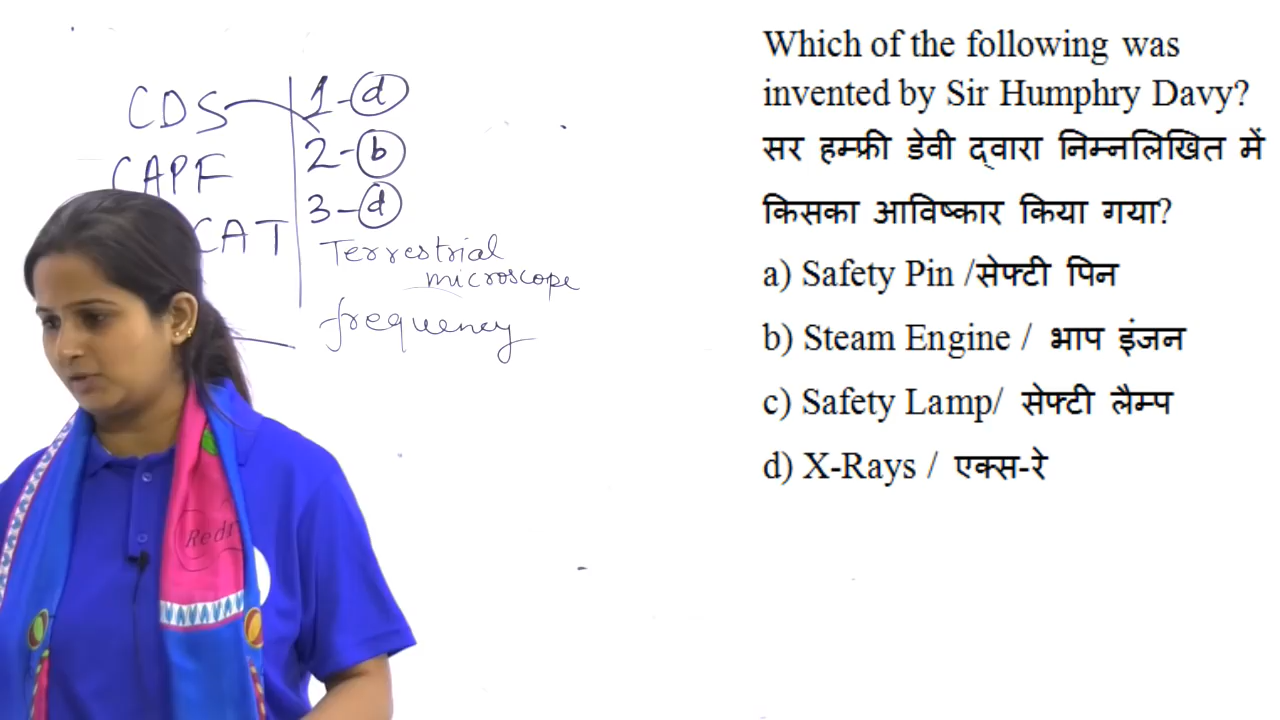 CDS
CAPF
CAT
1-d
2-b
3-d
Terrestrial
microscope
frequency
Which of the following was
invented by Sir Humphry Davy?
सर हम्फ्री डेवी द्वारा निम्नलिखित में
किसका आविष्कार किया गया?
a) Safety Pin /सेफ्टी पिन
b) Steam Engine / भाप इंजन
c) Safety Lamp/ सेफ्टी लैम्प
d) X-Rays / एक्स-रे